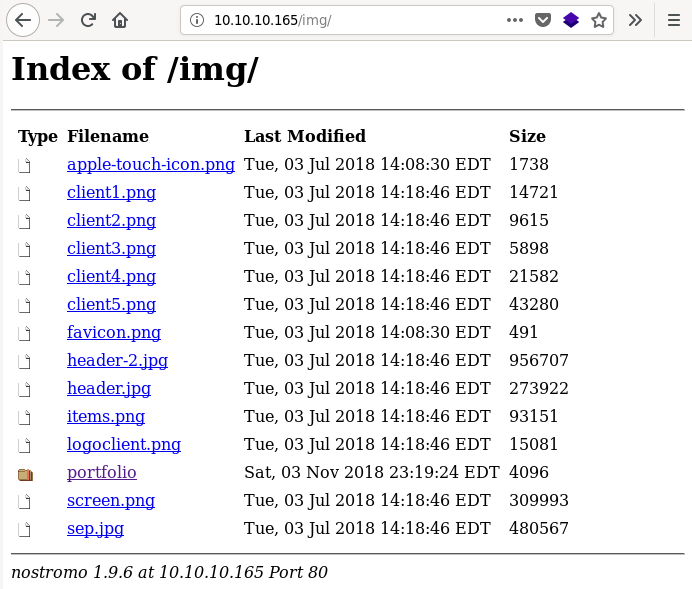 10.10.10.165/img/
Index of /img/
Type Filename Last Modified Size
apple-touch-icon.png Tue, 03 Jul 2018 14:08:30 EDT 1738
client1.png Tue, 03 Jul 2018 14:18:46 EDT 14721
client2.png Tue, 03 Jul 2018 14:18:46 EDT 9615
client3.png Tue, 03 Jul 2018 14:18:46 EDT 5898
client4.png Tue, 03 Jul 2018 14:18:46 EDT 21582
client5.png Tue, 03 Jul 2018 14:18:46 EDT 43280
favicon.png Tue, 03 Jul 2018 14:08:30 EDT 491
header-2.jpg Tue, 03 Jul 2018 14:18:46 EDT 956707
header.jpg Tue, 03 Jul 2018 14:18:46 EDT 273922
items.png Tue, 03 Jul 2018 14:18:46 EDT 93151
logoclient.png Tue, 03 Jul 2018 14:18:46 EDT 15081
portfolio Sat, 03 Nov 2018 23:19:24 EDT 4096
screen.png Tue, 03 Jul 2018 14:18:46 EDT 309993
sep.jpg Tue, 03 Jul 2018 14:18:46 EDT 480567
nostromo 1.9.6 at 10.10.10.165 Port 80